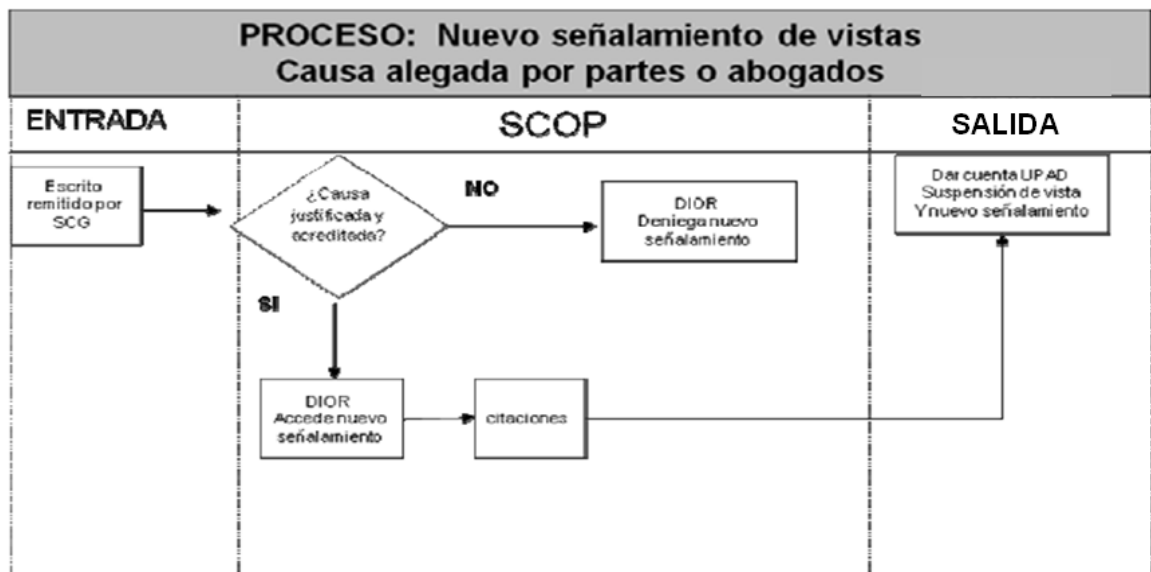 PROCESO: Nuevo señalamiento de vistas
Causa alegada por partes o abogados
ENTRADA
SCOP
SALIDA
Escrito
remitido por
SCG
¿Causa
justificada y
acreditada?
NO
DIOR
Deniega nuevo
señalamiento
Dar cuenta UPAD
Suspensión de vista
Y nuevo señalamiento
SI
DIOR
Accede nuevo
señalamiento
citaciones